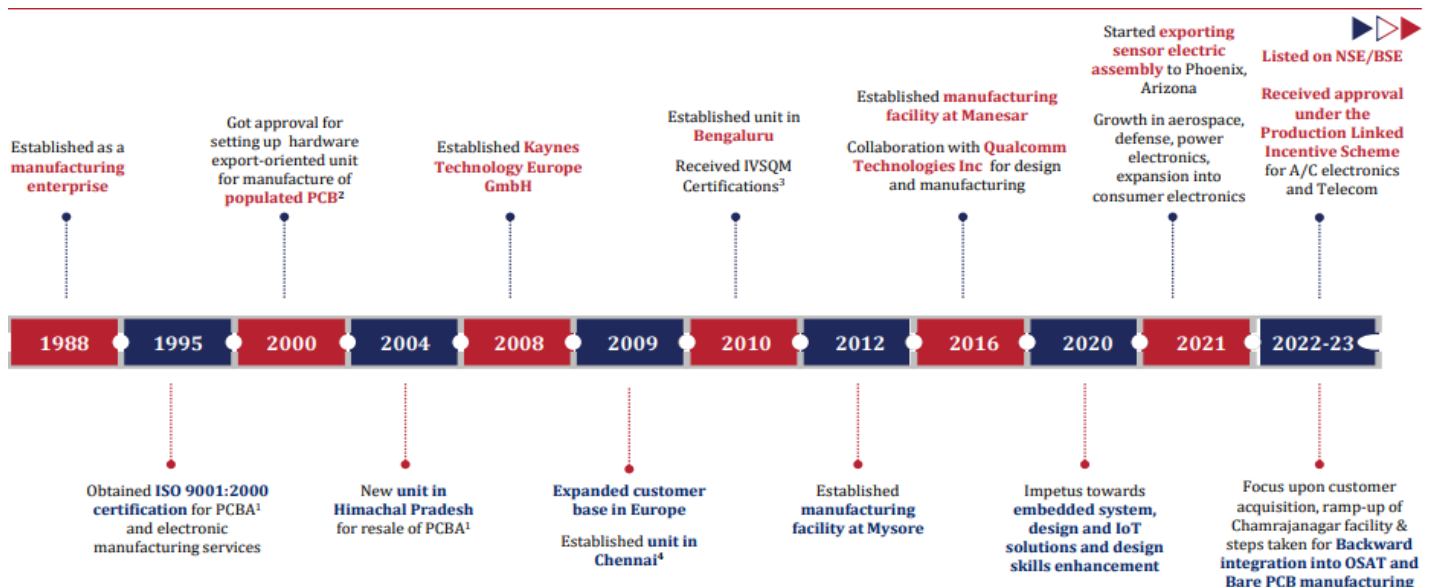 Established as a
manufacturing
enterprise
Got approval for
setting up hardware
export-oriented unit
for manufacture of
populated PCB²
Established Kaynes
Technology Europe
GmbH
Established unit in
Bengaluru
Received IVSQM
Certifications³
Established manufacturing
facility at Manesar
Collaboration with Qualcomm
Technologies Inc for design
and manufacturing
Started exporting
sensor electric
assembly to Phoenix,
Arizona
Growth in aerospace,
defense, power
electronics,
expansion into
consumer electronics
Listed on NSE/BSE
Received approval
under the
Production Linked
Incentive Scheme
for A/C electronics
and Telecom
1988 1995 2000 2004 2008 2009 2010 2012 2016 2020 2021 2022-23
Obtained ISO 9001:2000
certification for PCBA¹
and electronic
manufacturing services
New unit in
Himachal Pradesh
for resale of PCBA¹
Expanded customer
base in Europe
Established unit in
Chennai⁴
Established
manufacturing
facility at Mysore
Impetus towards
embedded system,
design and IoT
solutions and design
skills enhancement
Focus upon customer
acquisition, ramp-up of
Chamrajanagar facility &
steps taken for Backward
integration into OSAT and
Bare PCB manufacturing